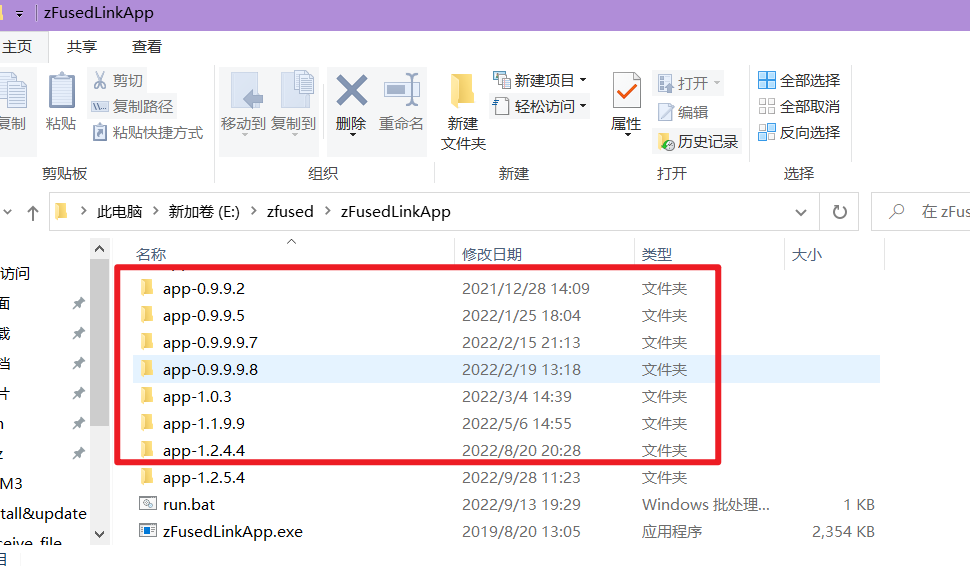 zFusedLinkApp
主页 共享 查看
剪切
复制路径
粘贴快捷方式
复制 粘贴
移动到 复制到 删除 重命名
新建
文件夹
新建项目
轻松访问
属性
打开
编辑
历史记录
全部选择
全部取消
反向选择
剪贴板 组织 新建 打开 选择
此电脑 新加卷 (E:) zfused zFusedLinkApp
在 zFus
名称 修改日期 类型 大小
访问
面
载
档
片
n
z
M3
tall&update
ceive_file
app-0.9.9.2 2021/12/28 14:09 文件夹
app-0.9.9.5 2022/1/25 18:04 文件夹
app-0.9.9.9.7 2022/2/15 21:13 文件夹
app-0.9.9.9.8 2022/2/19 13:18 文件夹
app-1.0.3 2022/3/4 14:39 文件夹
app-1.1.9.9 2022/5/6 14:55 文件夹
app-1.2.4.4 2022/8/20 20:28 文件夹
app-1.2.5.4 2022/9/28 11:23 文件夹
run.bat 2022/9/13 19:29 Windows 批处理... 1 KB
zFusedLinkApp.exe 2019/8/20 13:05 应用程序 2,354 KB